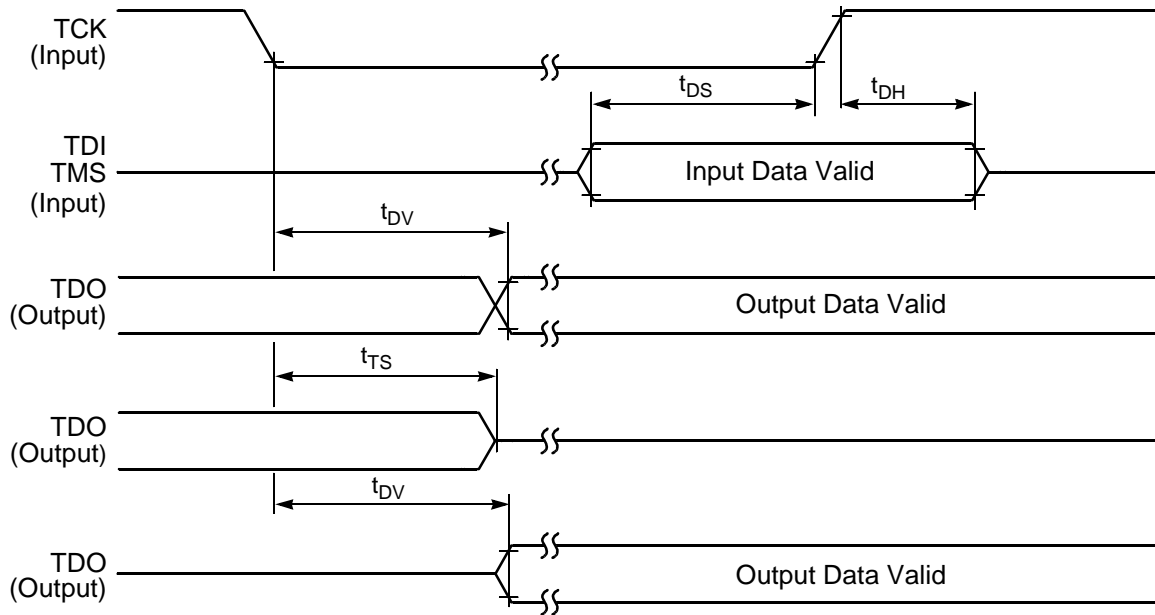 TCK
(Input)
tDS
tDH
TDI
TMS
(Input)
Input Data Valid
tDV
TDO
(Output)
Output Data Valid
tTS
TDO
(Output)
tDV
TDO
(Output)
Output Data Valid